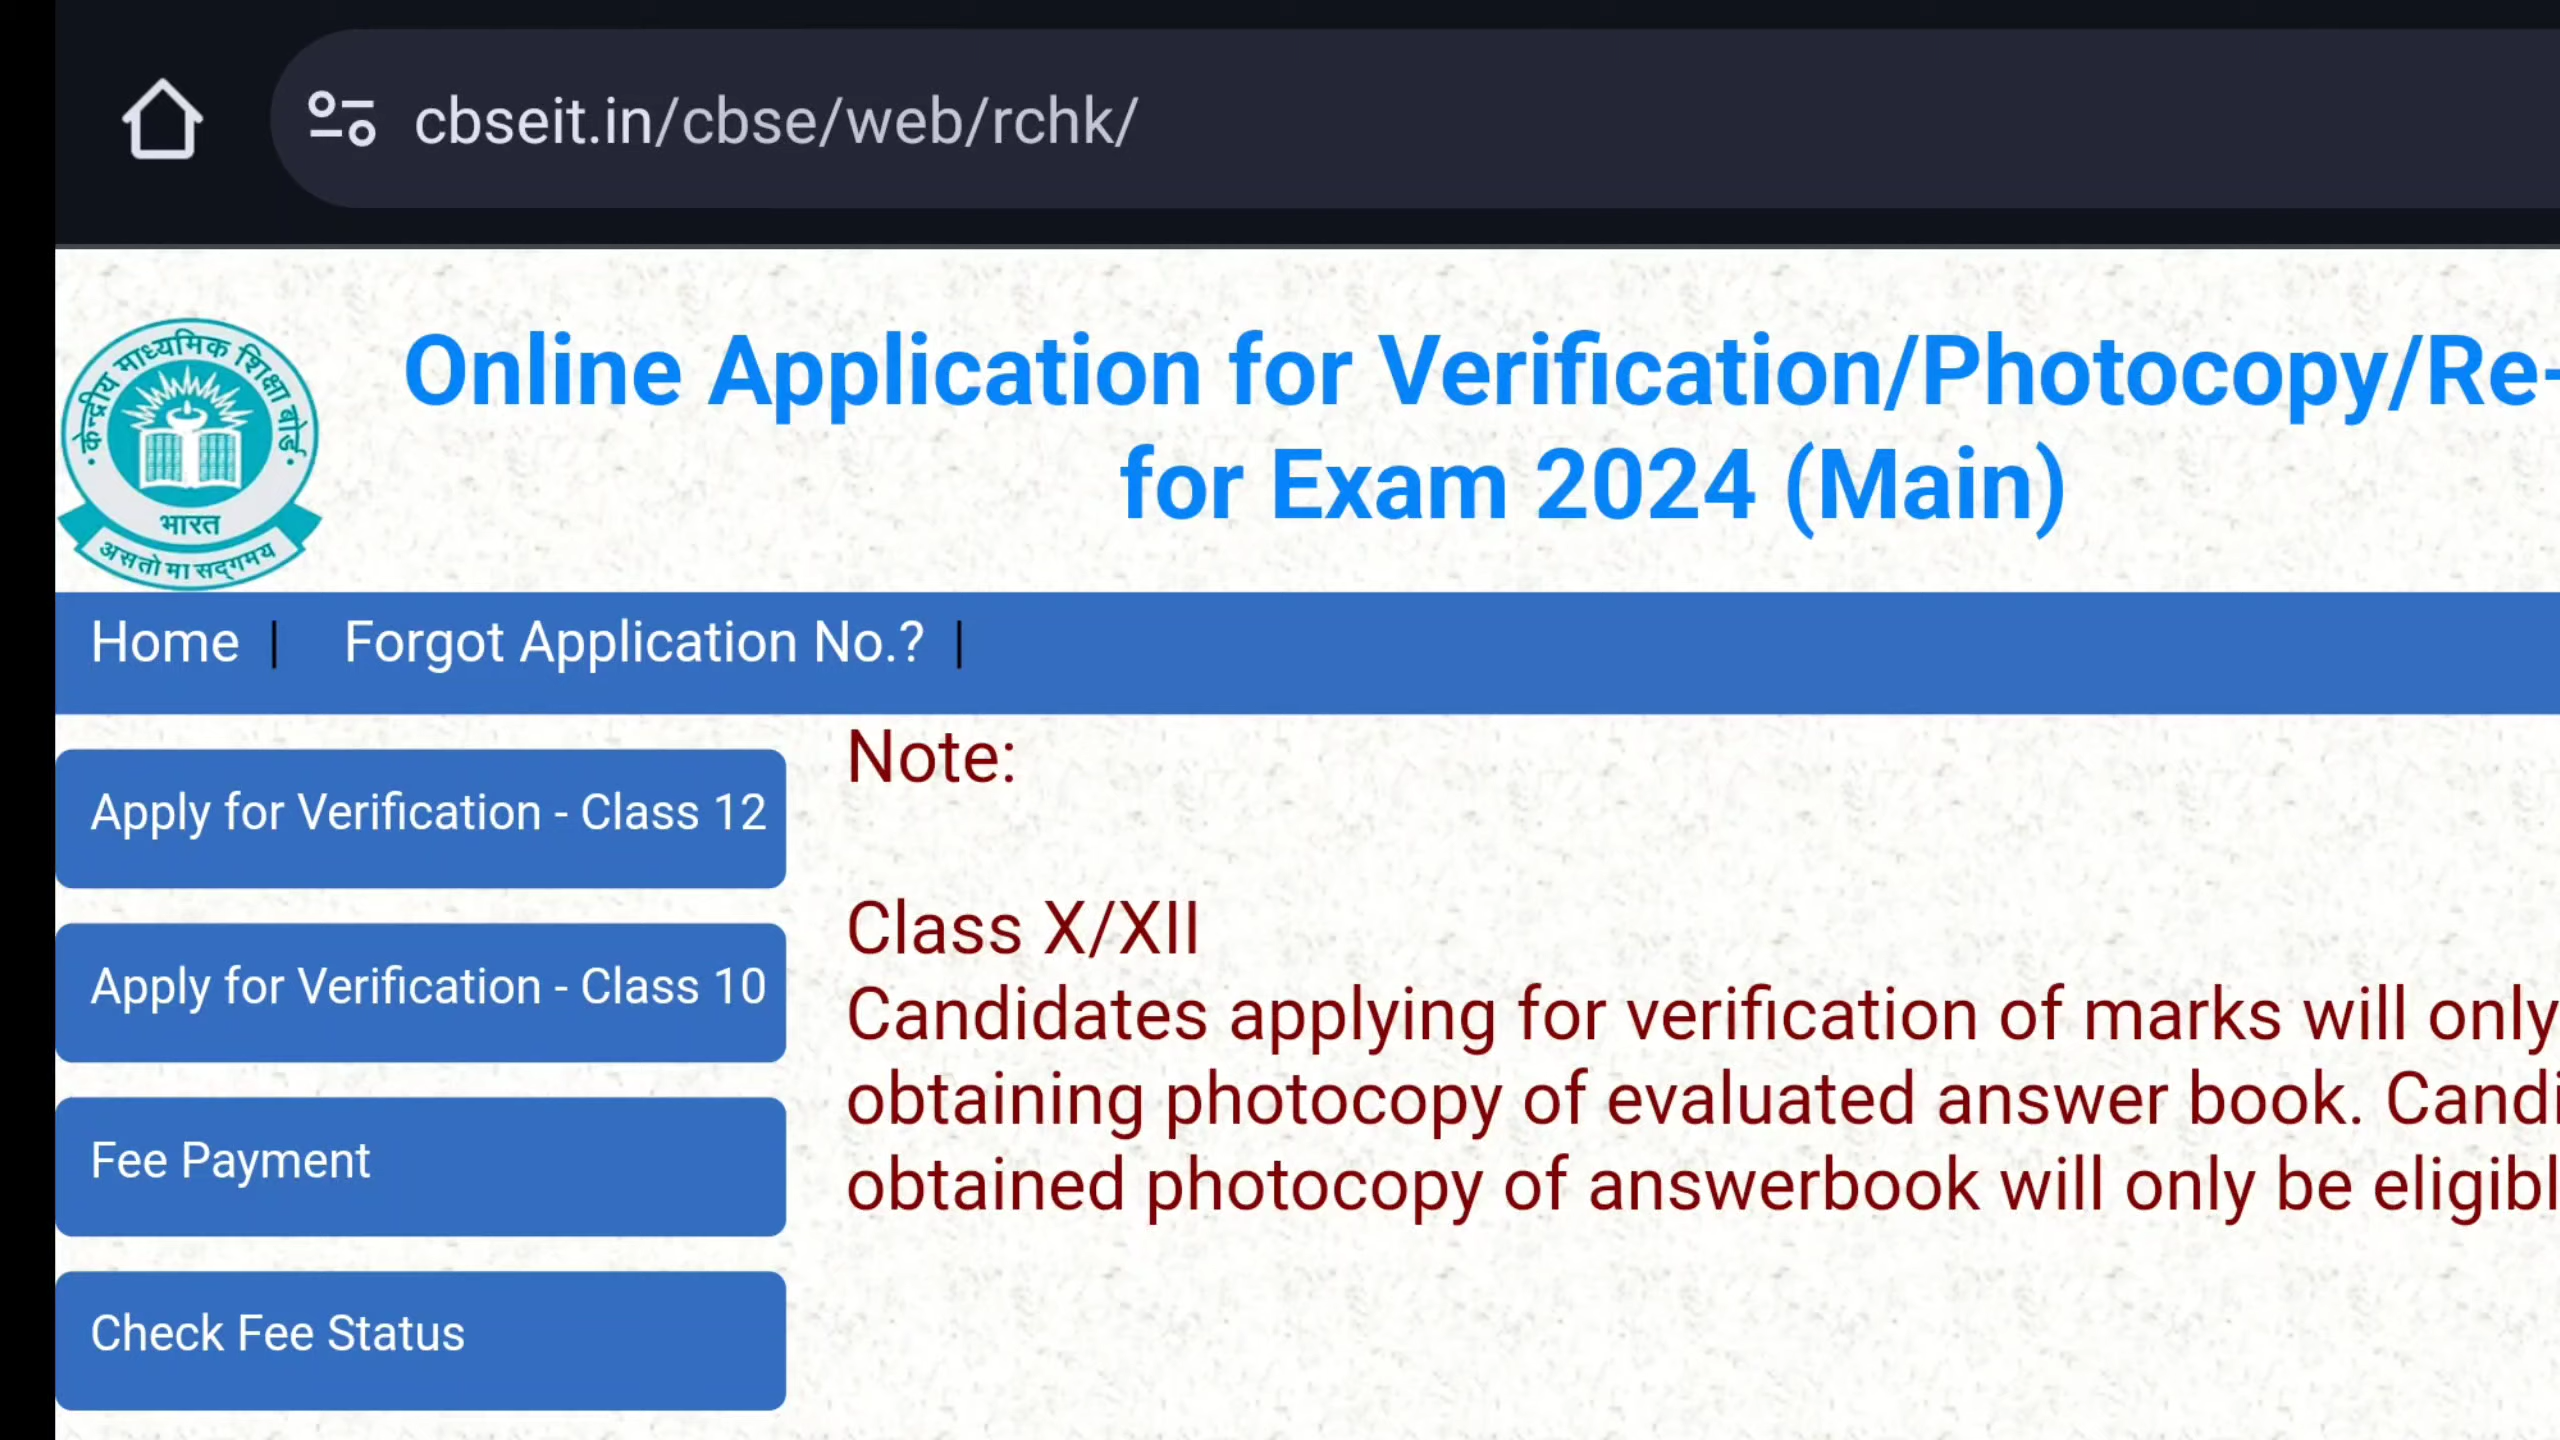 cbseit.in/cbse/web/rchk/
Online Application for Verification/Photocopy/Re-
for Exam 2024 (Main)
केन्द्रीय माध्यमिक शिक्षा बोर्ड
भारत
असतो मा सद्गमय
Home | Forgot Application No.? |
Apply for Verification - Class 12
Apply for Verification - Class 10
Fee Payment
Check Fee Status
Note:
Class X/XII
Candidates applying for verification of marks will only
obtaining photocopy of evaluated answer book. Candi
obtained photocopy of answerbook will only be eligibl